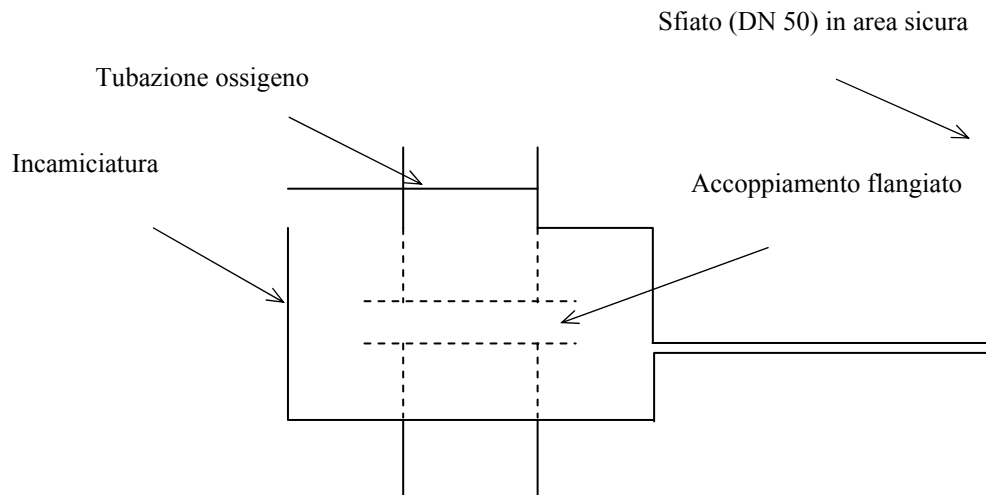 Sfiato (DN 50) in area sicura
Tubazione ossigeno
Incamiciatura
Accoppiamento flangiato